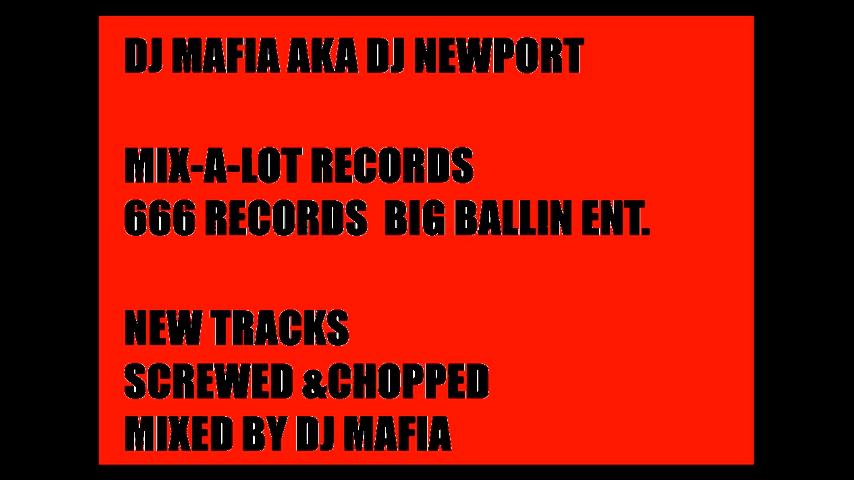 DJ MAFIA AKA DJ NEWPORT
MIX-A-LOT RECORDS
666 RECORDS  BIG BALLIN ENT.
NEW TRACKS
SCREWED &CHOPPED
MIXED BY DJ MAFIA